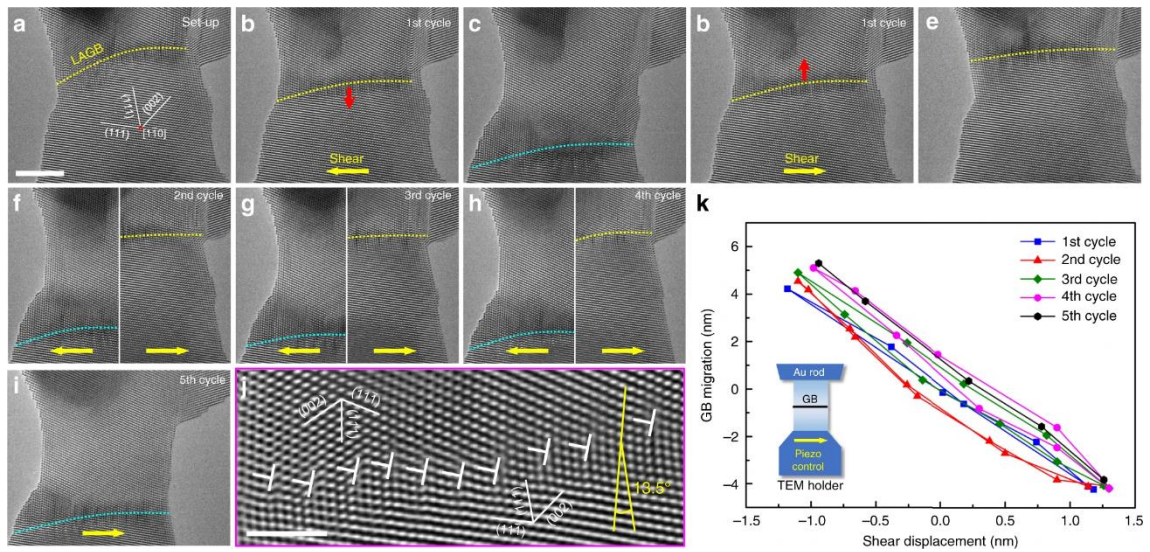 a
Set-up
LAGB
(111)
(002)
(111)
[110]
b
1st cycle
Shear
c
b
1st cycle
Shear
e
f
2nd cycle
g
3rd cycle
h
4th cycle
i
5th cycle
j
(002)
(111)
(111)
(111)
(111)
(002)
13.5°
k
GB migration (nm)
6
4
2
0
−2
−4
1st cycle
2nd cycle
3rd cycle
4th cycle
5th cycle
Au rod
GB
Piezo
control
TEM holder
−1.5
−1.0
−0.5
0.0
0.5
1.0
1.5
Shear displacement (nm)